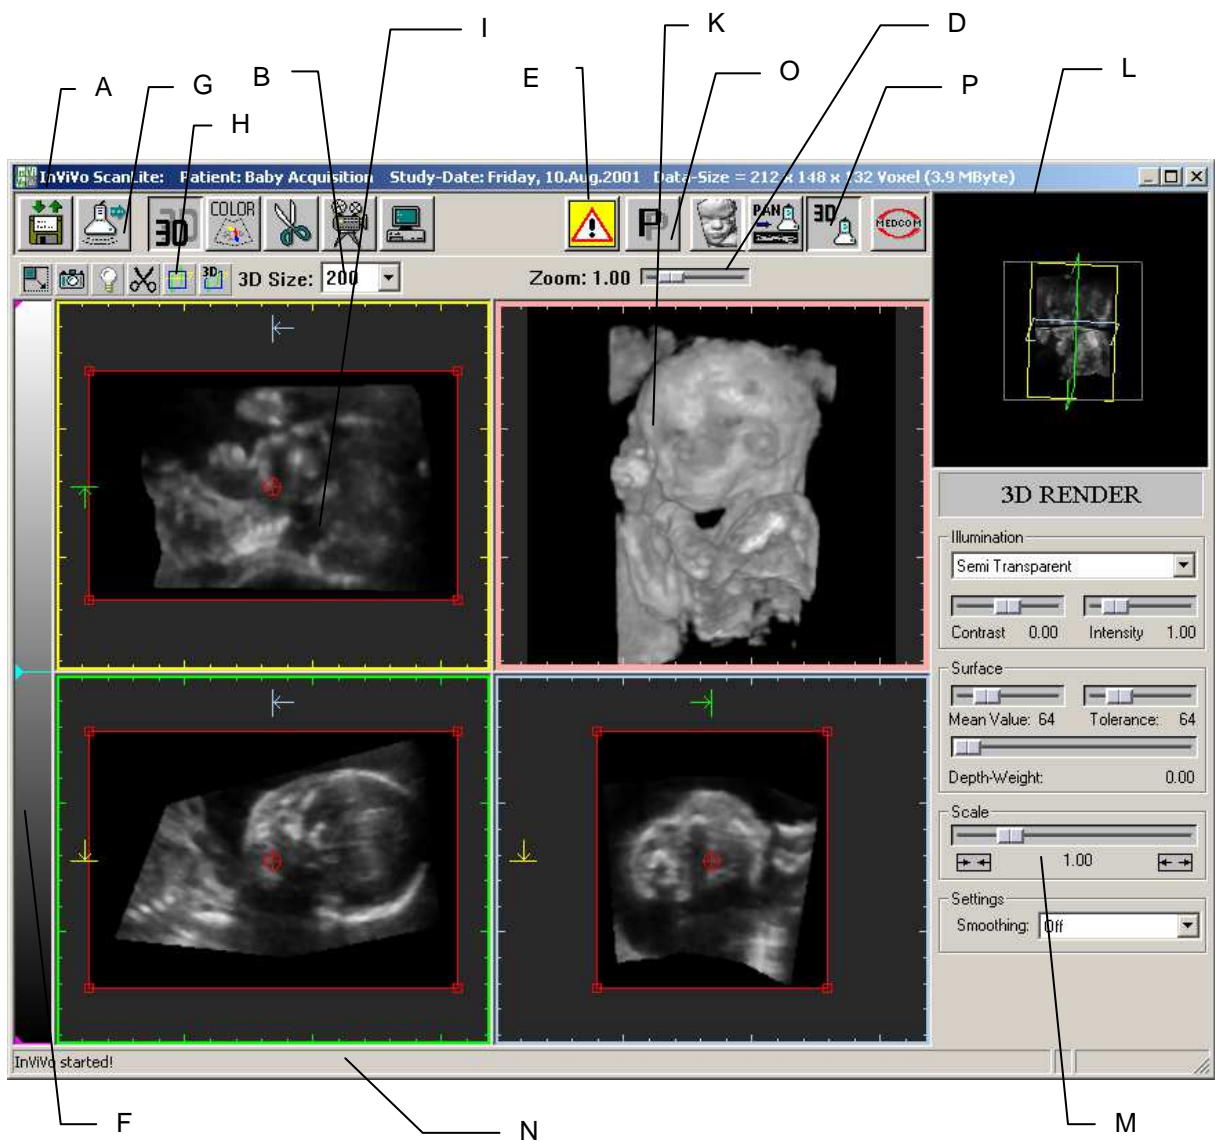 I
K
D
A
G
B
E
O
P
L
H
InViVo ScanLite: Patient: Baby Acquisition Study-Date: Friday, 10.Aug.2001 Data-Size = 212 x 148 x 132 Voxel (3.9 MByte)
3D
COLOR
P
PAN
3D
MEDCOM
3D
3D Size: 200
Zoom: 1.00
3D RENDER
Illumination
Semi Transparent
Contrast 0.00 Intensity 1.00
Surface
Mean Value: 64 Tolerance: 64
Depth-Weight: 0.00
Scale
1.00
Settings
Smoothing: Off
InViVo started!
F
N
M